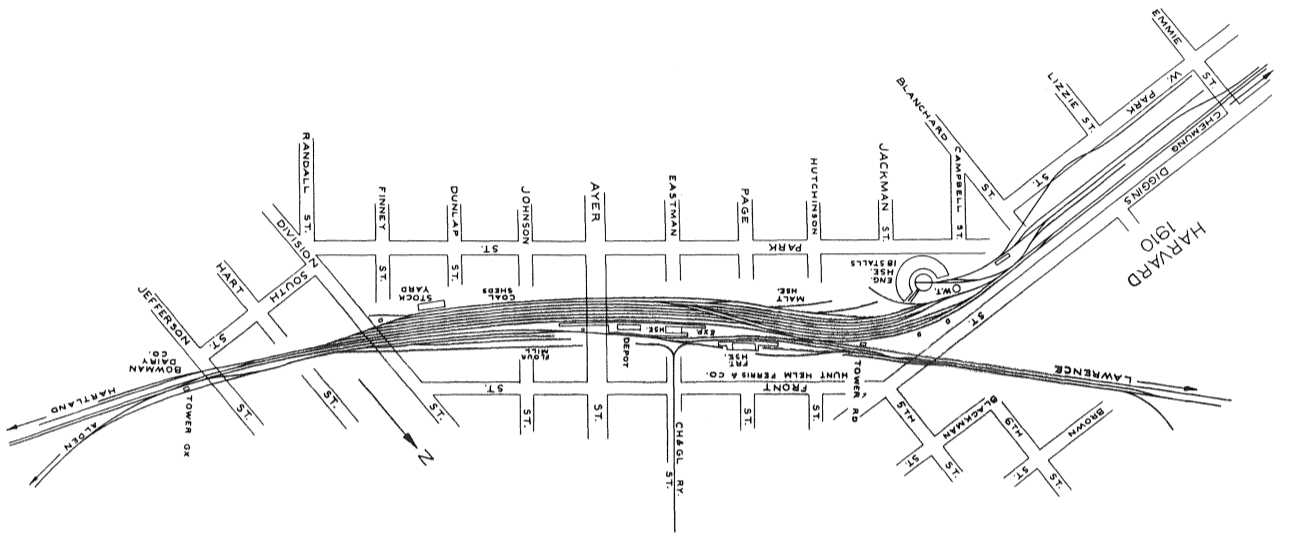 EMMIE
ST.
LIZZIE ST.
W.
PARK
ST.
CHEMUNG
DIGGINS
ST.
BLANCHARD
ST.
CAMPBELL ST.
HARVARD
1910
RANDALL ST.
FINNEY
ST.
DUNLAP
ST.
JOHNSON
AYER
EASTMAN
PAGE
HUTCHINSON
JACKMAN ST.
ST.
PARK
DIVISION
ST.
SOUTH
ST.
HART
ST.
JEFFERSON
ST.
STOCK
YARD
COAL
SHEDS
MALT
HSE.
ENG.
HSE.
18 STALLS
W.T.
EXP.
HSE.
DEPOT
FLOUR
MILL
FRT.
HSE.
HUNT HELM FERRIS & CO.
TOWER RD
FRONT
ST.
ST.
ST.
ST.
ST.
CH&GL RY.
ST.
LAWRENCE
5TH
ST.
BLACKMAN
ST.
6TH
ST.
BROWN
ST.
BOWMAN
DAIRY
CO.
HARTLAND
ALDEN
TOWER GX
N